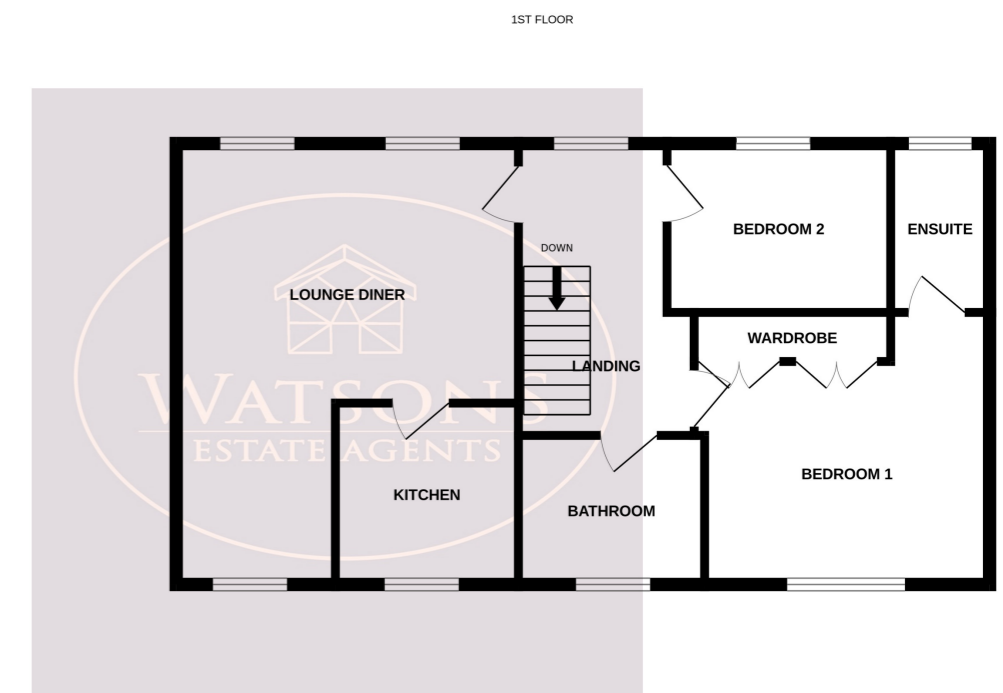 1ST FLOOR
BEDROOM 2
ENSUITE
DOWN
LOUNGE DINER
WARDROBE
LANDING
WATSONS
ESTATE AGENTS
BEDROOM 1
KITCHEN
BATHROOM